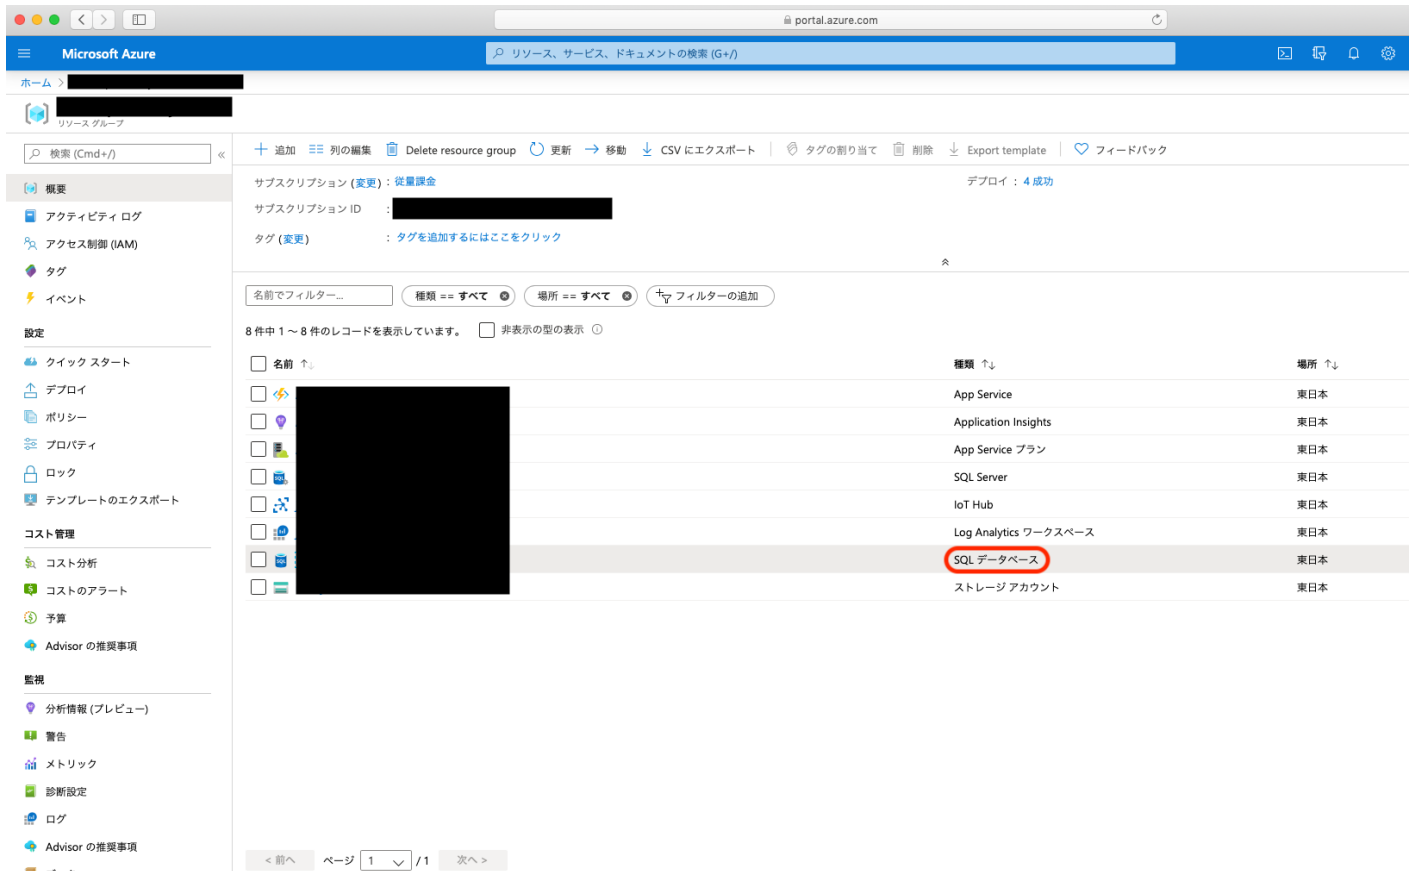 portal.azure.com
Microsoft Azure
リソース、サービス、ドキュメントの検索 (G+/)
ホーム >
リソース グループ
検索 (Cmd+/)
«
追加 列の編集 Delete resource group 更新 移動 CSV にエクスポート タグの割り当て 削除 Export template フィードバック
概要
アクティビティ ログ
アクセス制御 (IAM)
タグ
イベント
設定
クイック スタート
デプロイ
ポリシー
プロパティ
ロック
テンプレートのエクスポート
コスト管理
コスト分析
コストのアラート
予算
Advisor の推奨事項
監視
分析情報 (プレビュー)
警告
メトリック
診断設定
ログ
Advisor の推奨事項
サブスクリプション (変更) : 従量課金
デプロイ : 4 成功
サブスクリプション ID :
タグ (変更) : タグを追加するにはここをクリック
名前でフィルター...
種類 == すべて
場所 == すべて
フィルターの追加
8 件中 1 ～ 8 件のレコードを表示しています。 非表示の型の表示
名前 ↑↓ 種類 ↑↓ 場所 ↑↓
App Service 東日本
Application Insights 東日本
App Service プラン 東日本
SQL Server 東日本
IoT Hub 東日本
Log Analytics ワークスペース 東日本
SQL データベース 東日本
ストレージ アカウント 東日本
< 前へ ページ 1 / 1 次へ >